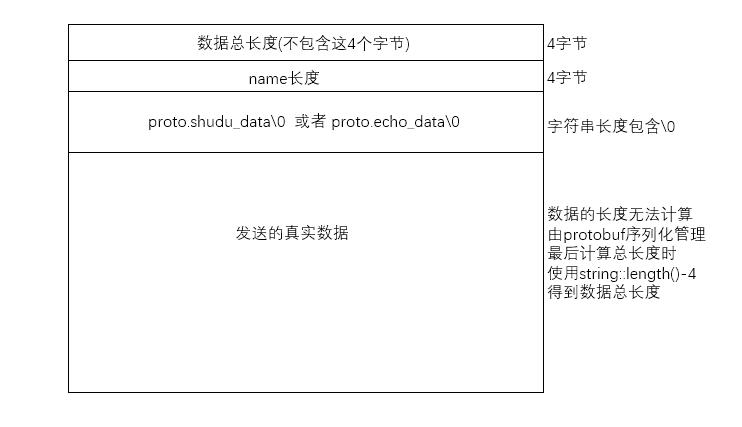 数据总长度(不包含这4个字节) 4字节
name长度 4字节
proto.shudu_data\0 或者 proto.echo_data\0 字符串长度包含\0
发送的真实数据
数据的长度无法计算
由protobuf序列化管理
最后计算总长度时
使用string::length()-4
得到数据总长度